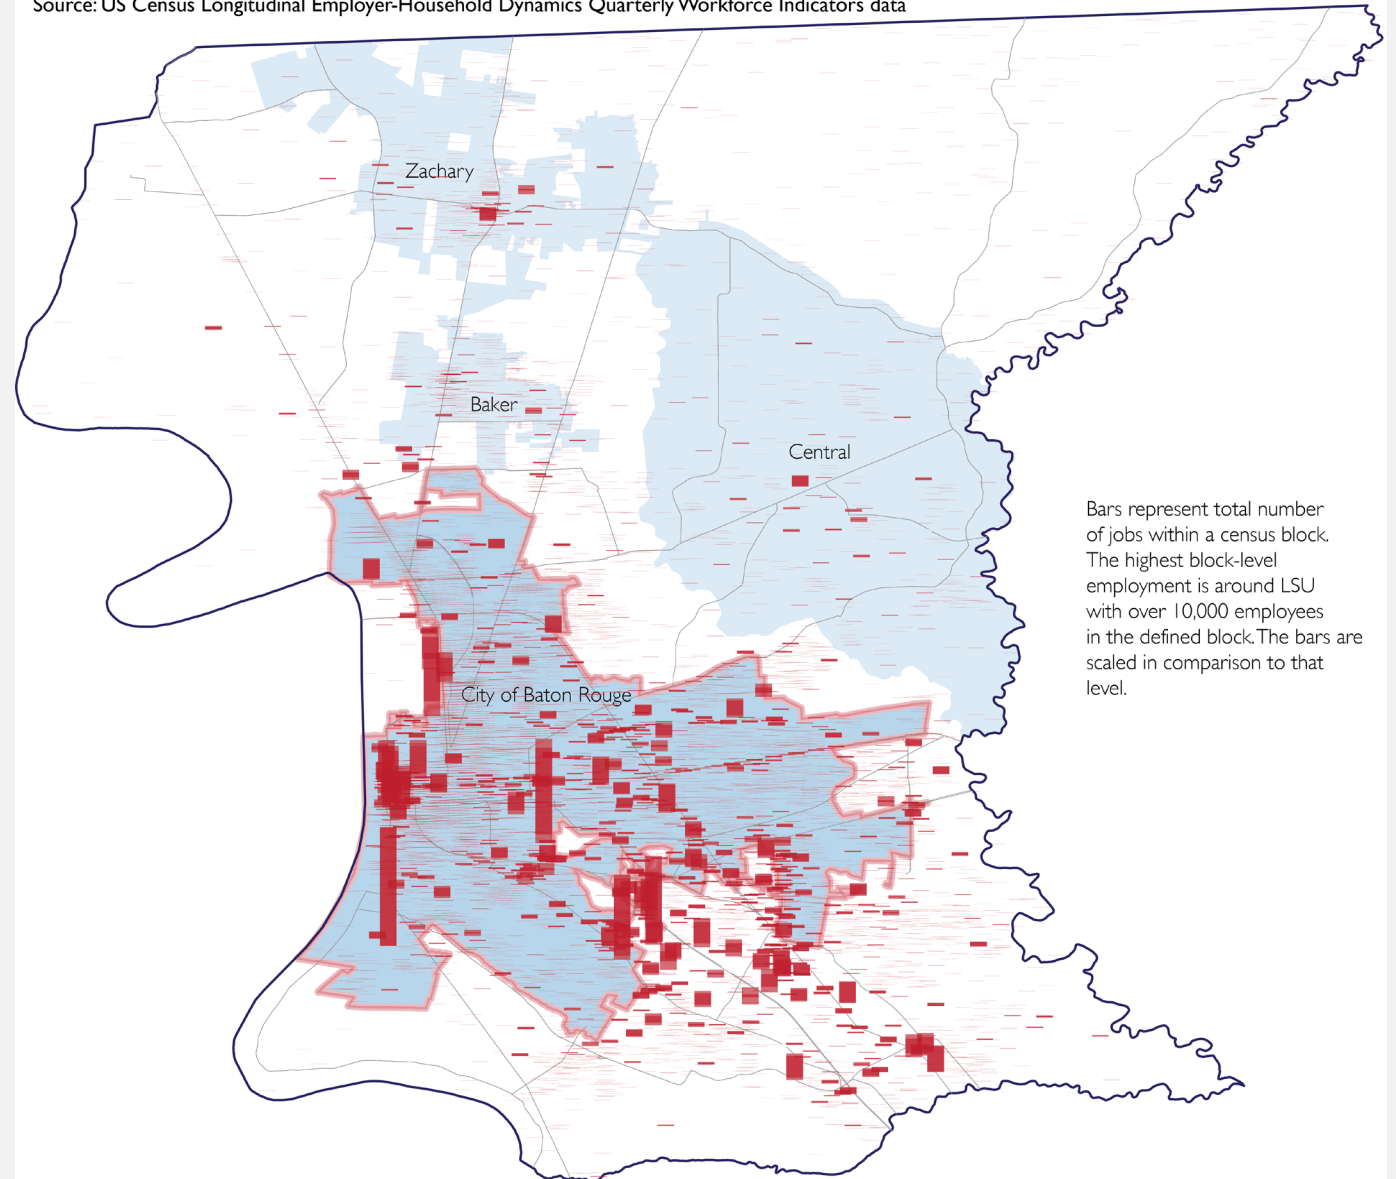 Source: US Census Longitudinal Employer-Household Dynamics Quarterly Workforce Indicators data
Zachary
Baker
Central
Bars represent total number
of jobs within a census block.
The highest block-level
employment is around LSU
with over 10,000 employees
in the defined block.The bars are
scaled in comparison to that
level.
City of Baton Rouge